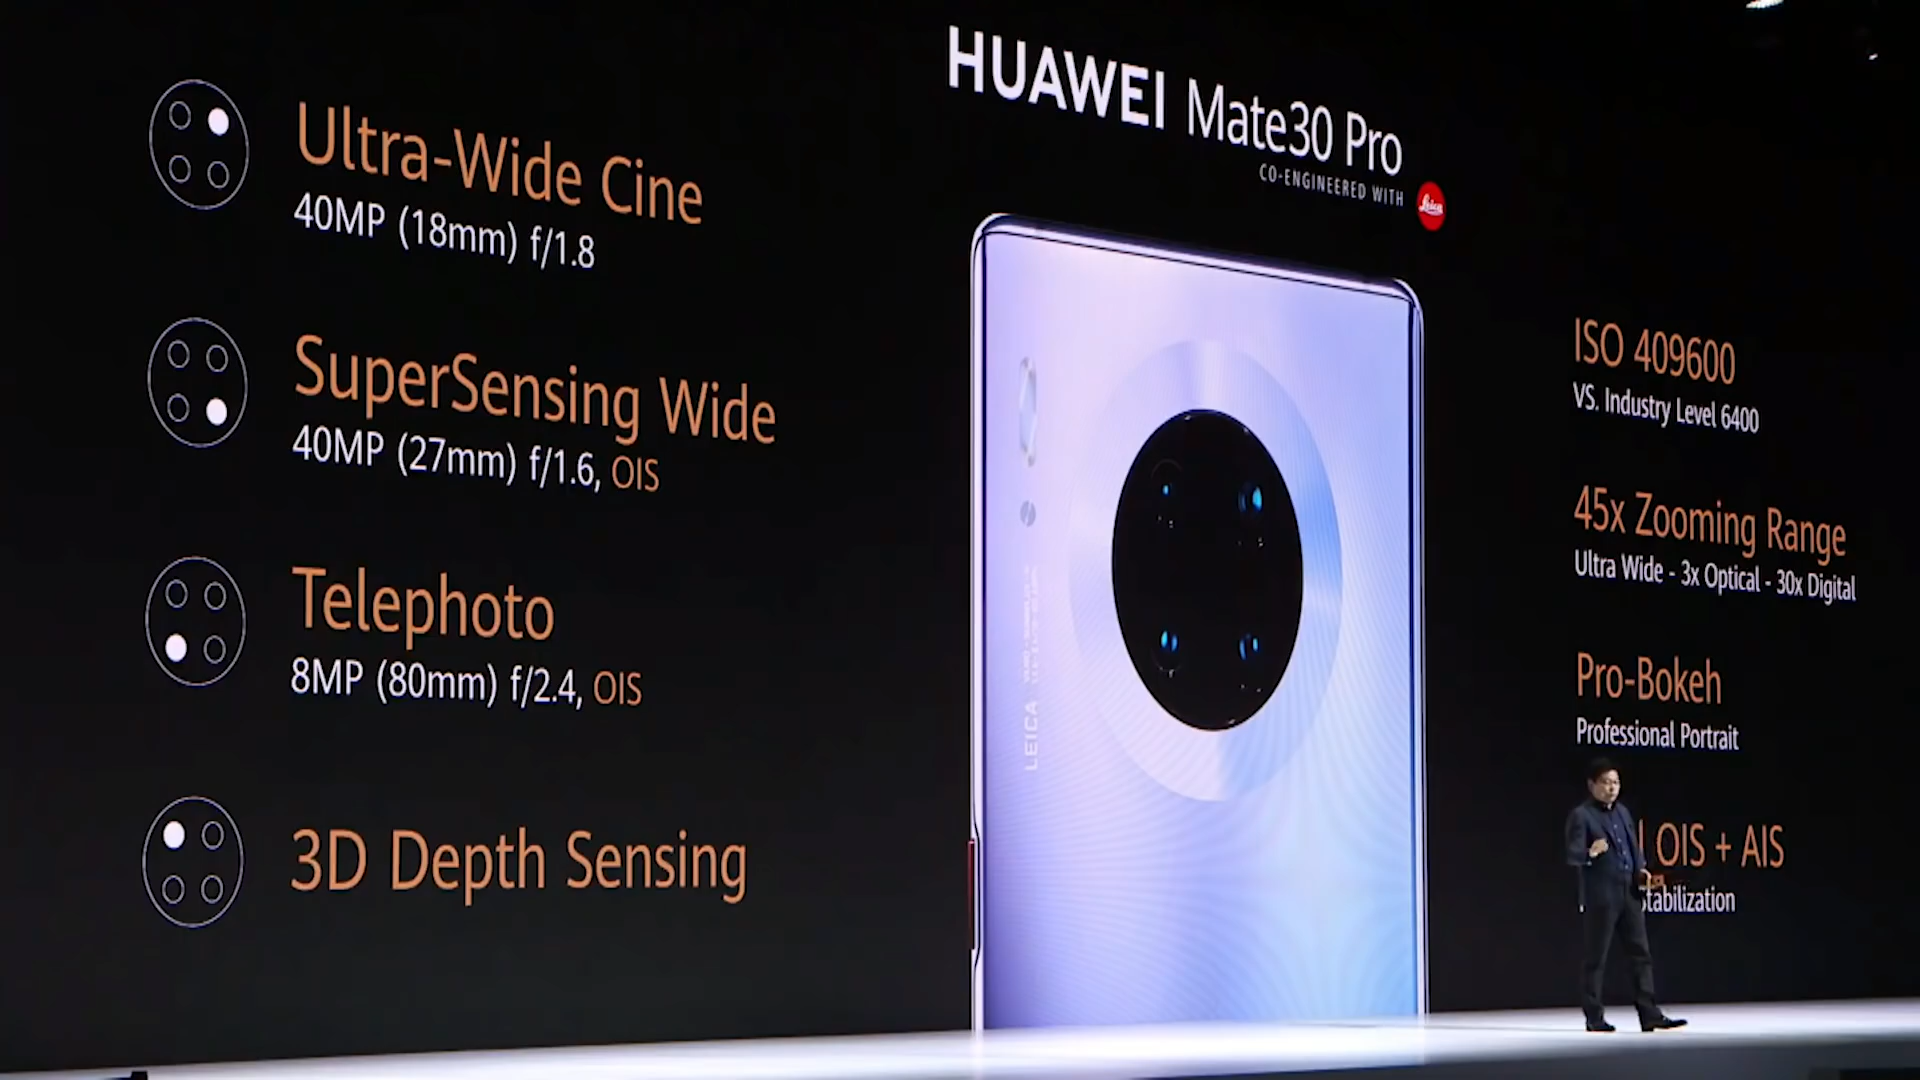 HUAWEI Mate30 Pro
CO-ENGINEERED WITH
Leica
Ultra-Wide Cine
40MP (18mm) f/1.8
SuperSensing Wide
40MP (27mm) f/1.6, OIS
Telephoto
8MP (80mm) f/2.4, OIS
3D Depth Sensing
LEICA
ISO 409600
VS. Industry Level 6400
45x Zooming Range
Ultra Wide - 3x Optical - 30x Digital
Pro-Bokeh
Professional Portrait
OIS + AIS
Stabilization